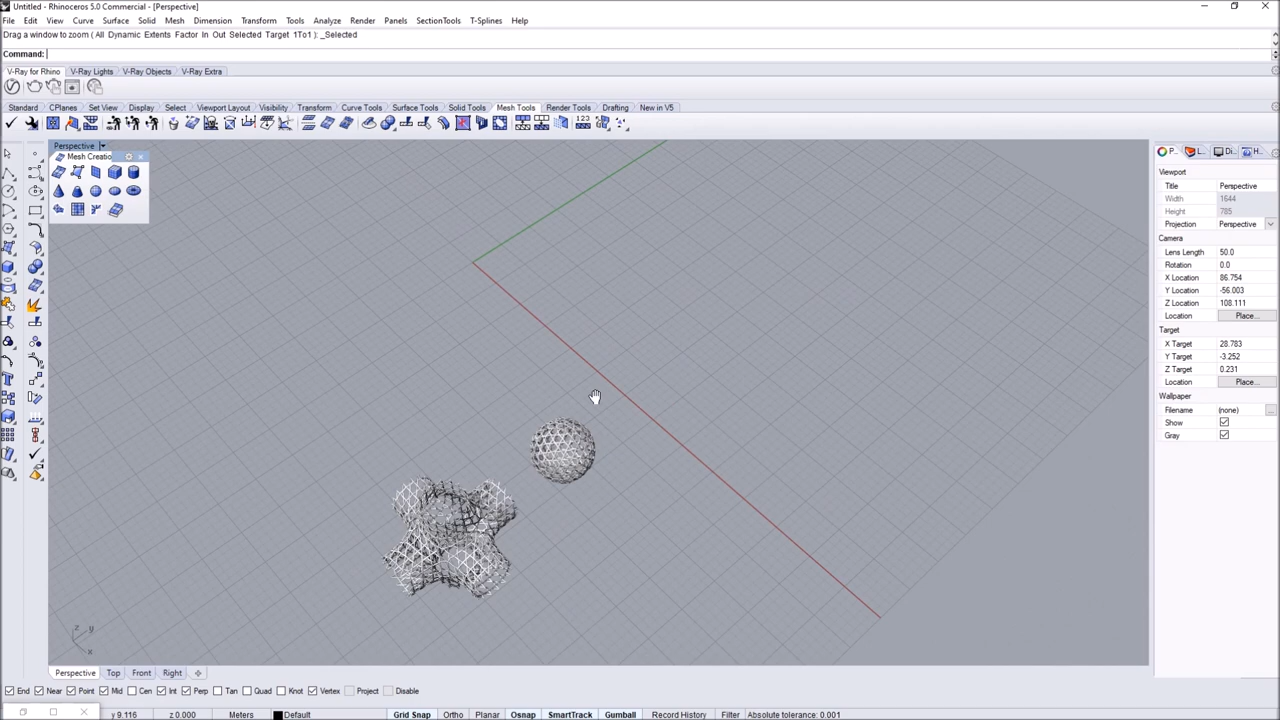 Untitled - Rhinoceros 5.0 Commercial - [Perspective]
File Edit View Curve Surface Solid Mesh Dimension Transform Tools Analyze Render Panels SectionTools T-Splines Help
Drag a window to zoom ( All Dynamic Extents Factor In Out Selected Target 1To1 ): _Selected
Command:
V-Ray for Rhino V-Ray Lights V-Ray Objects V-Ray Extra
Standard CPlanes Set View Display Select Viewport Layout Visibility Transform Curve Tools Surface Tools Solid Tools Mesh Tools Render Tools Drafting New in V5
123
Perspective
Mesh Creatio
P... L... Di... H...
Viewport
Title Perspective
Width 1644
Height 785
Projection Perspective
Camera
Lens Length 50.0
Rotation 0.0
X Location 86.754
Y Location -56.003
Z Location 108.111
Location Place...
Target
X Target 28.783
Y Target -3.252
Z Target 0.231
Location Place...
Wallpaper
Filename (none) ...
Show
Gray
z y
x
Perspective Top Front Right
End Near Point Mid Cen Int Perp Tan Quad Knot Vertex Project Disable
y 9.116 z 0.000 Meters Default Grid Snap Ortho Planar Osnap SmartTrack Gumball Record History Filter Absolute tolerance: 0.001